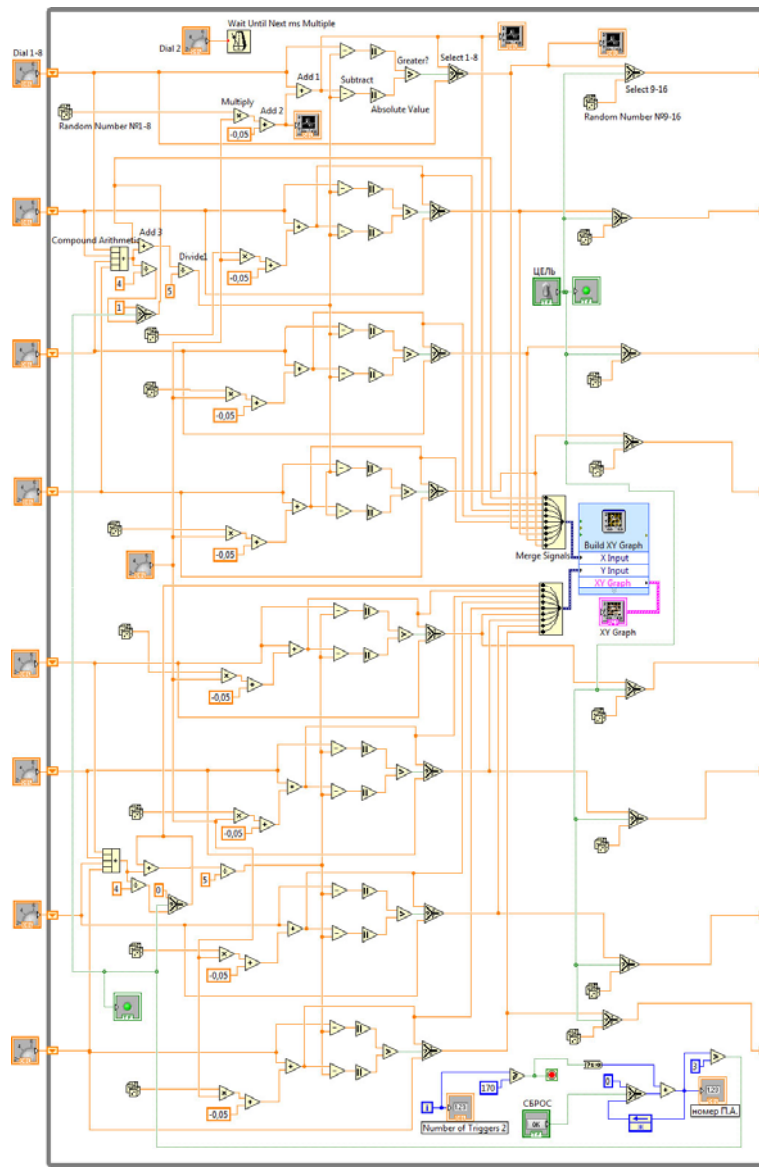 Wait Until Next ms Multiple
Dial 2
Dial 1-8
Greater?
Select 1-8
Add 1
Subtract
Select 9-16
Multiply
Absolute Value
Add 2
Random Number №1-8
-0,05
Random Number №9-16
Add 3
Compound Arithmetic
Divide1
ЦЕЛЬ
4
5
-0,05
1
-0,05
-0,05
Build XY Graph
Merge Signals
X Input
Y Input
XY Graph
XY Graph
-0,05
-0,05
4
0
5
-0,05
170
3
0
СБРОС
i
123
123
-0,05
OK
номер П.А.
Number of Triggers 2